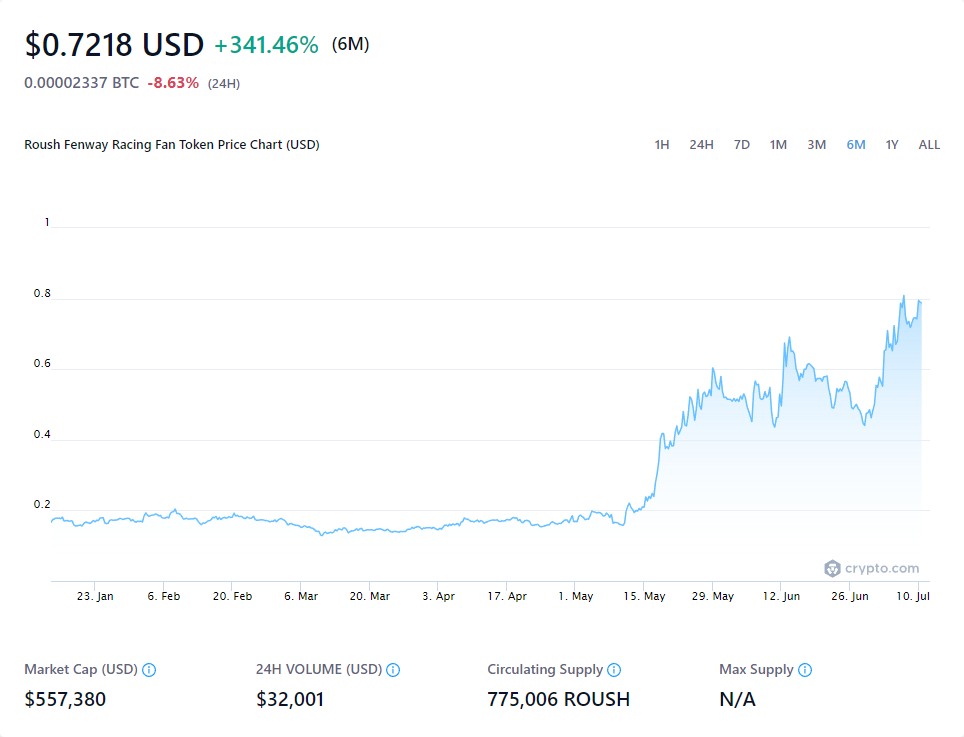 $0.7218 USD +341.46% (6M)
0.00002337 BTC -8.63% (24H)
Roush Fenway Racing Fan Token Price Chart (USD) 1H 24H 7D 1M 3M 6M 1Y ALL
1
0.8
0.6
0.4
0.2
crypto.com
23. Jan 6. Feb 20. Feb 6. Mar 20. Mar 3. Apr 17. Apr 1. May 15. May 29. May 12. Jun 26. Jun 10. Jul
Market Cap (USD) 24H VOLUME (USD) Circulating Supply Max Supply
$557,380 $32,001 775,006 ROUSH N/A